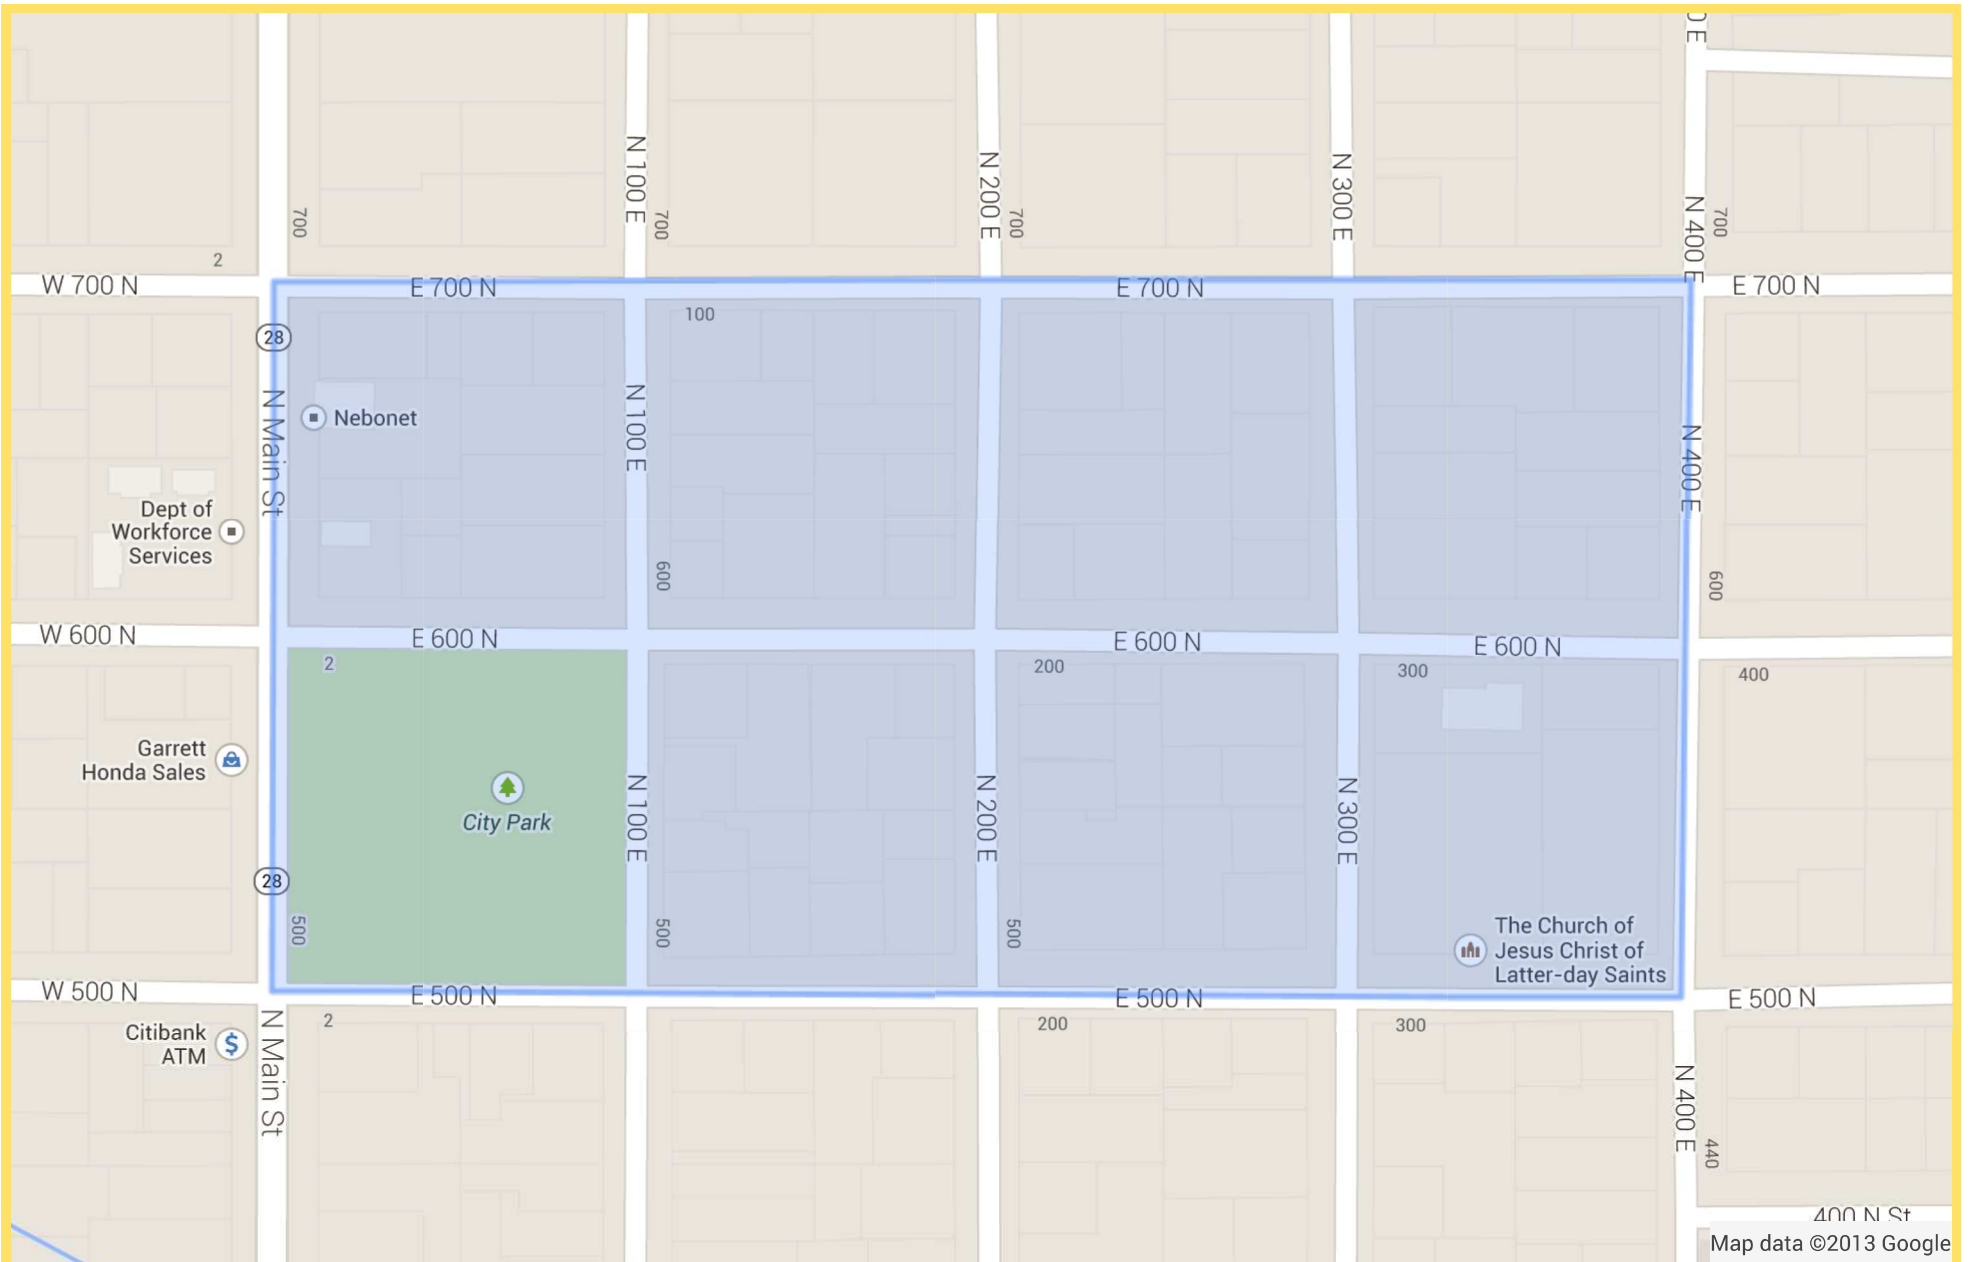 0 E
N 100 E
N 200 E
N 300 E
N 400 E
700
700
700
700
2
W 700 N
E 700 N
E 700 N
E 700 N
28
100
N Main St
Nebonet
N 100 E
N 400 E
Dept of
Workforce
Services
600
600
W 600 N
E 600 N
E 600 N
E 600 N
2
200
300
400
Garrett
Honda Sales
City Park
N 100 E
N 200 E
N 300 E
28
500
500
500
The Church of
Jesus Christ of
Latter-day Saints
W 500 N
E 500 N
E 500 N
E 500 N
Citibank
ATM
N Main St
2
200
300
N 400 E
440
400 N St
Map data ©2013 Google